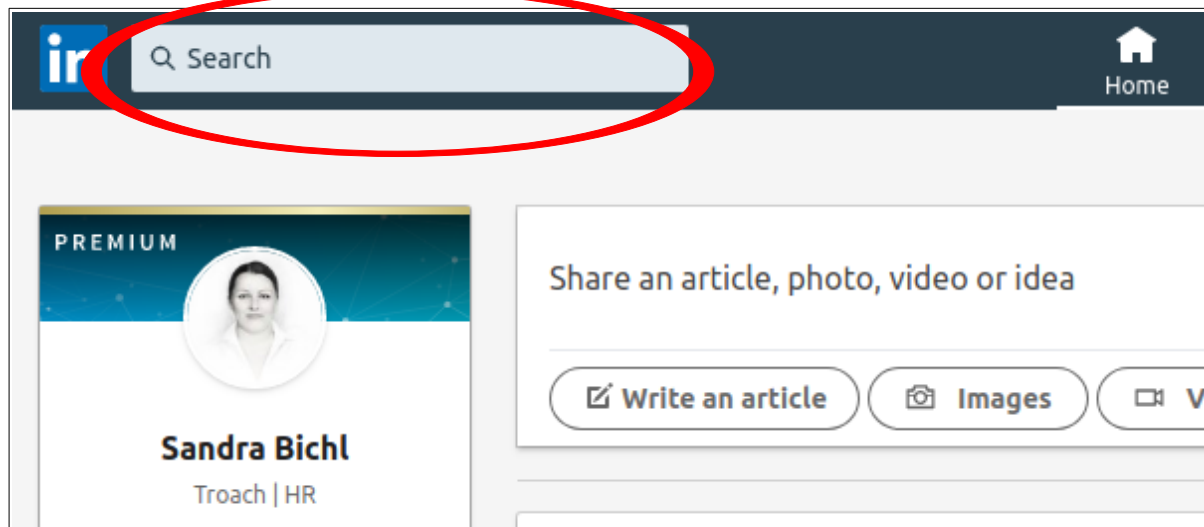 in
Search
Home
PREMIUM
Share an article, photo, video or idea
Write an article
Images
V
Sandra Bichl
Troach | HR